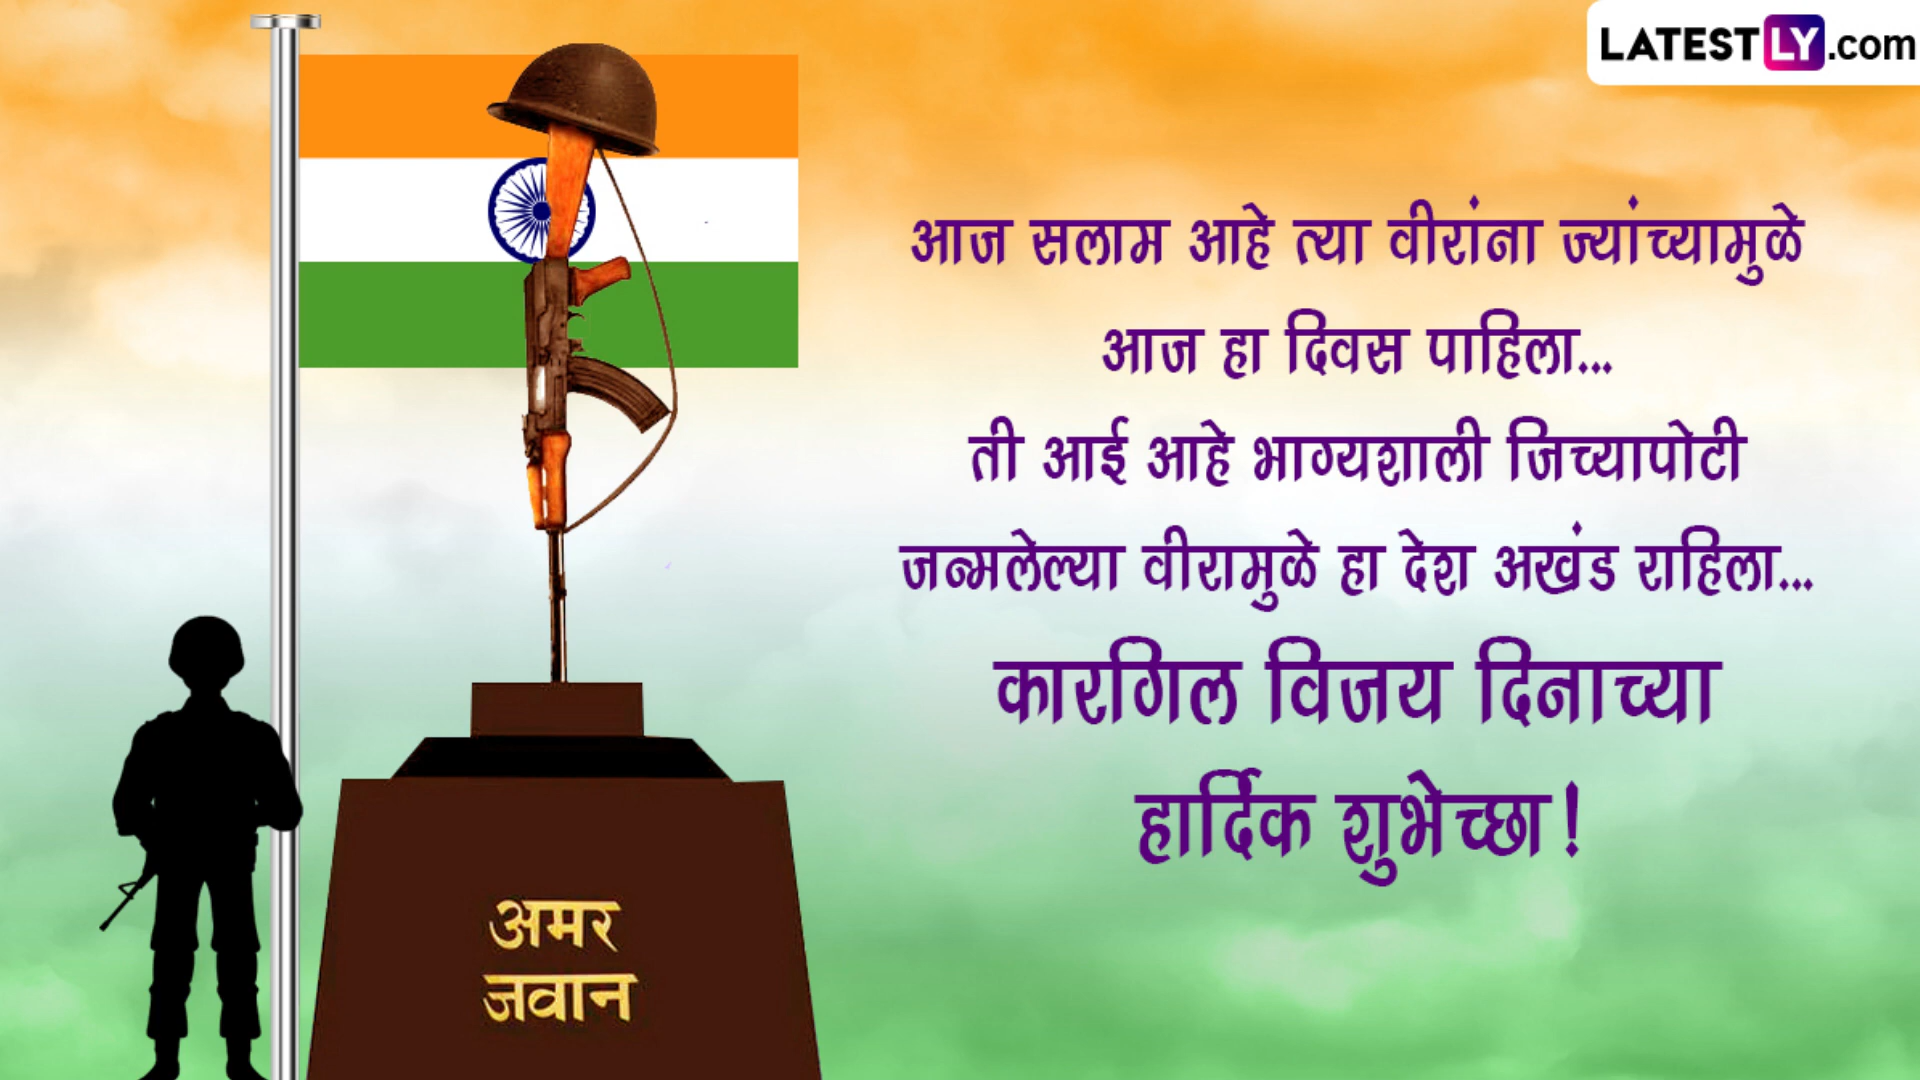 LATESTLY.com
आज सलाम आहे त्या वीरांना ज्यांच्यामुळे
आज हा दिवस पाहिला...
ती आई आहे भाग्यशाली जिच्यापोटी
जन्मलेल्या वीरामुळे हा देश अखंड राहिला...
कारगिल विजय दिनाच्या
हार्दिक शुभेच्छा!
अमर
जवान